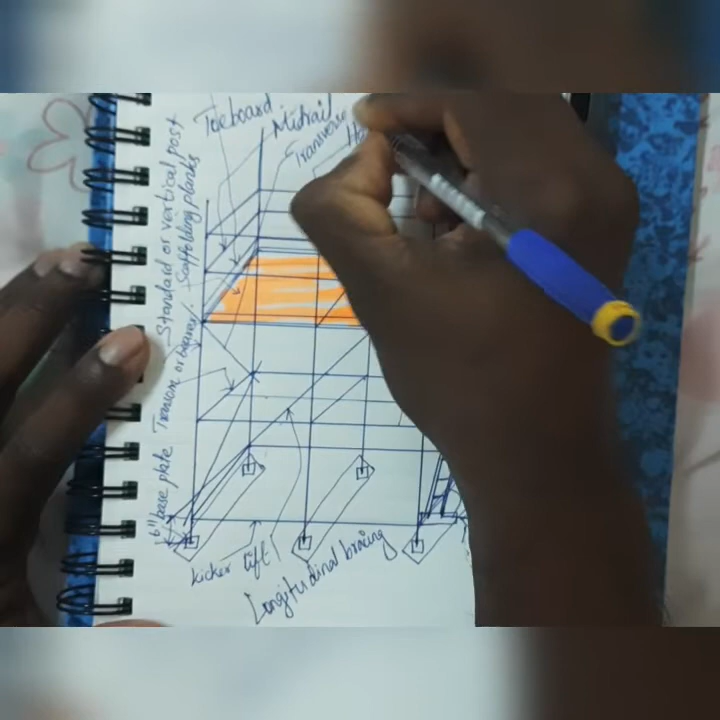 Toeboard
Midrail
Transverse
Standard or vertical post
Scaffolding planks
Transom or bearer
6" base plate
kicker lift
Longitudinal bracing